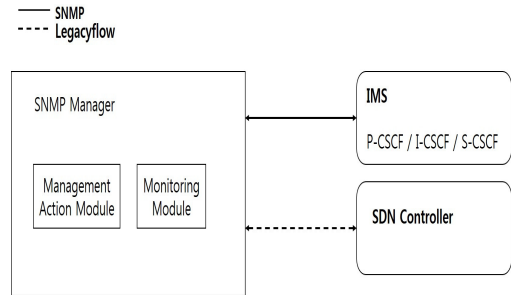 SNMP
Legacyflow
SNMP Manager
Management
Action Module
Monitoring
Module
IMS
P-CSCF / I-CSCF / S-CSCF
SDN Controller